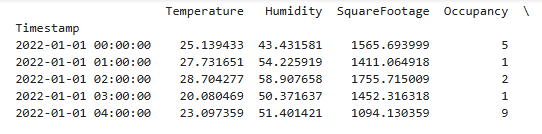 Temperature Humidity SquareFootage Occupancy \
Timestamp
2022-01-01 00:00:00 25.139433 43.431581 1565.693999 5
2022-01-01 01:00:00 27.731651 54.225919 1411.064918 1
2022-01-01 02:00:00 28.704277 58.907658 1755.715009 2
2022-01-01 03:00:00 20.080469 50.371637 1452.316318 1
2022-01-01 04:00:00 23.097359 51.401421 1094.130359 9